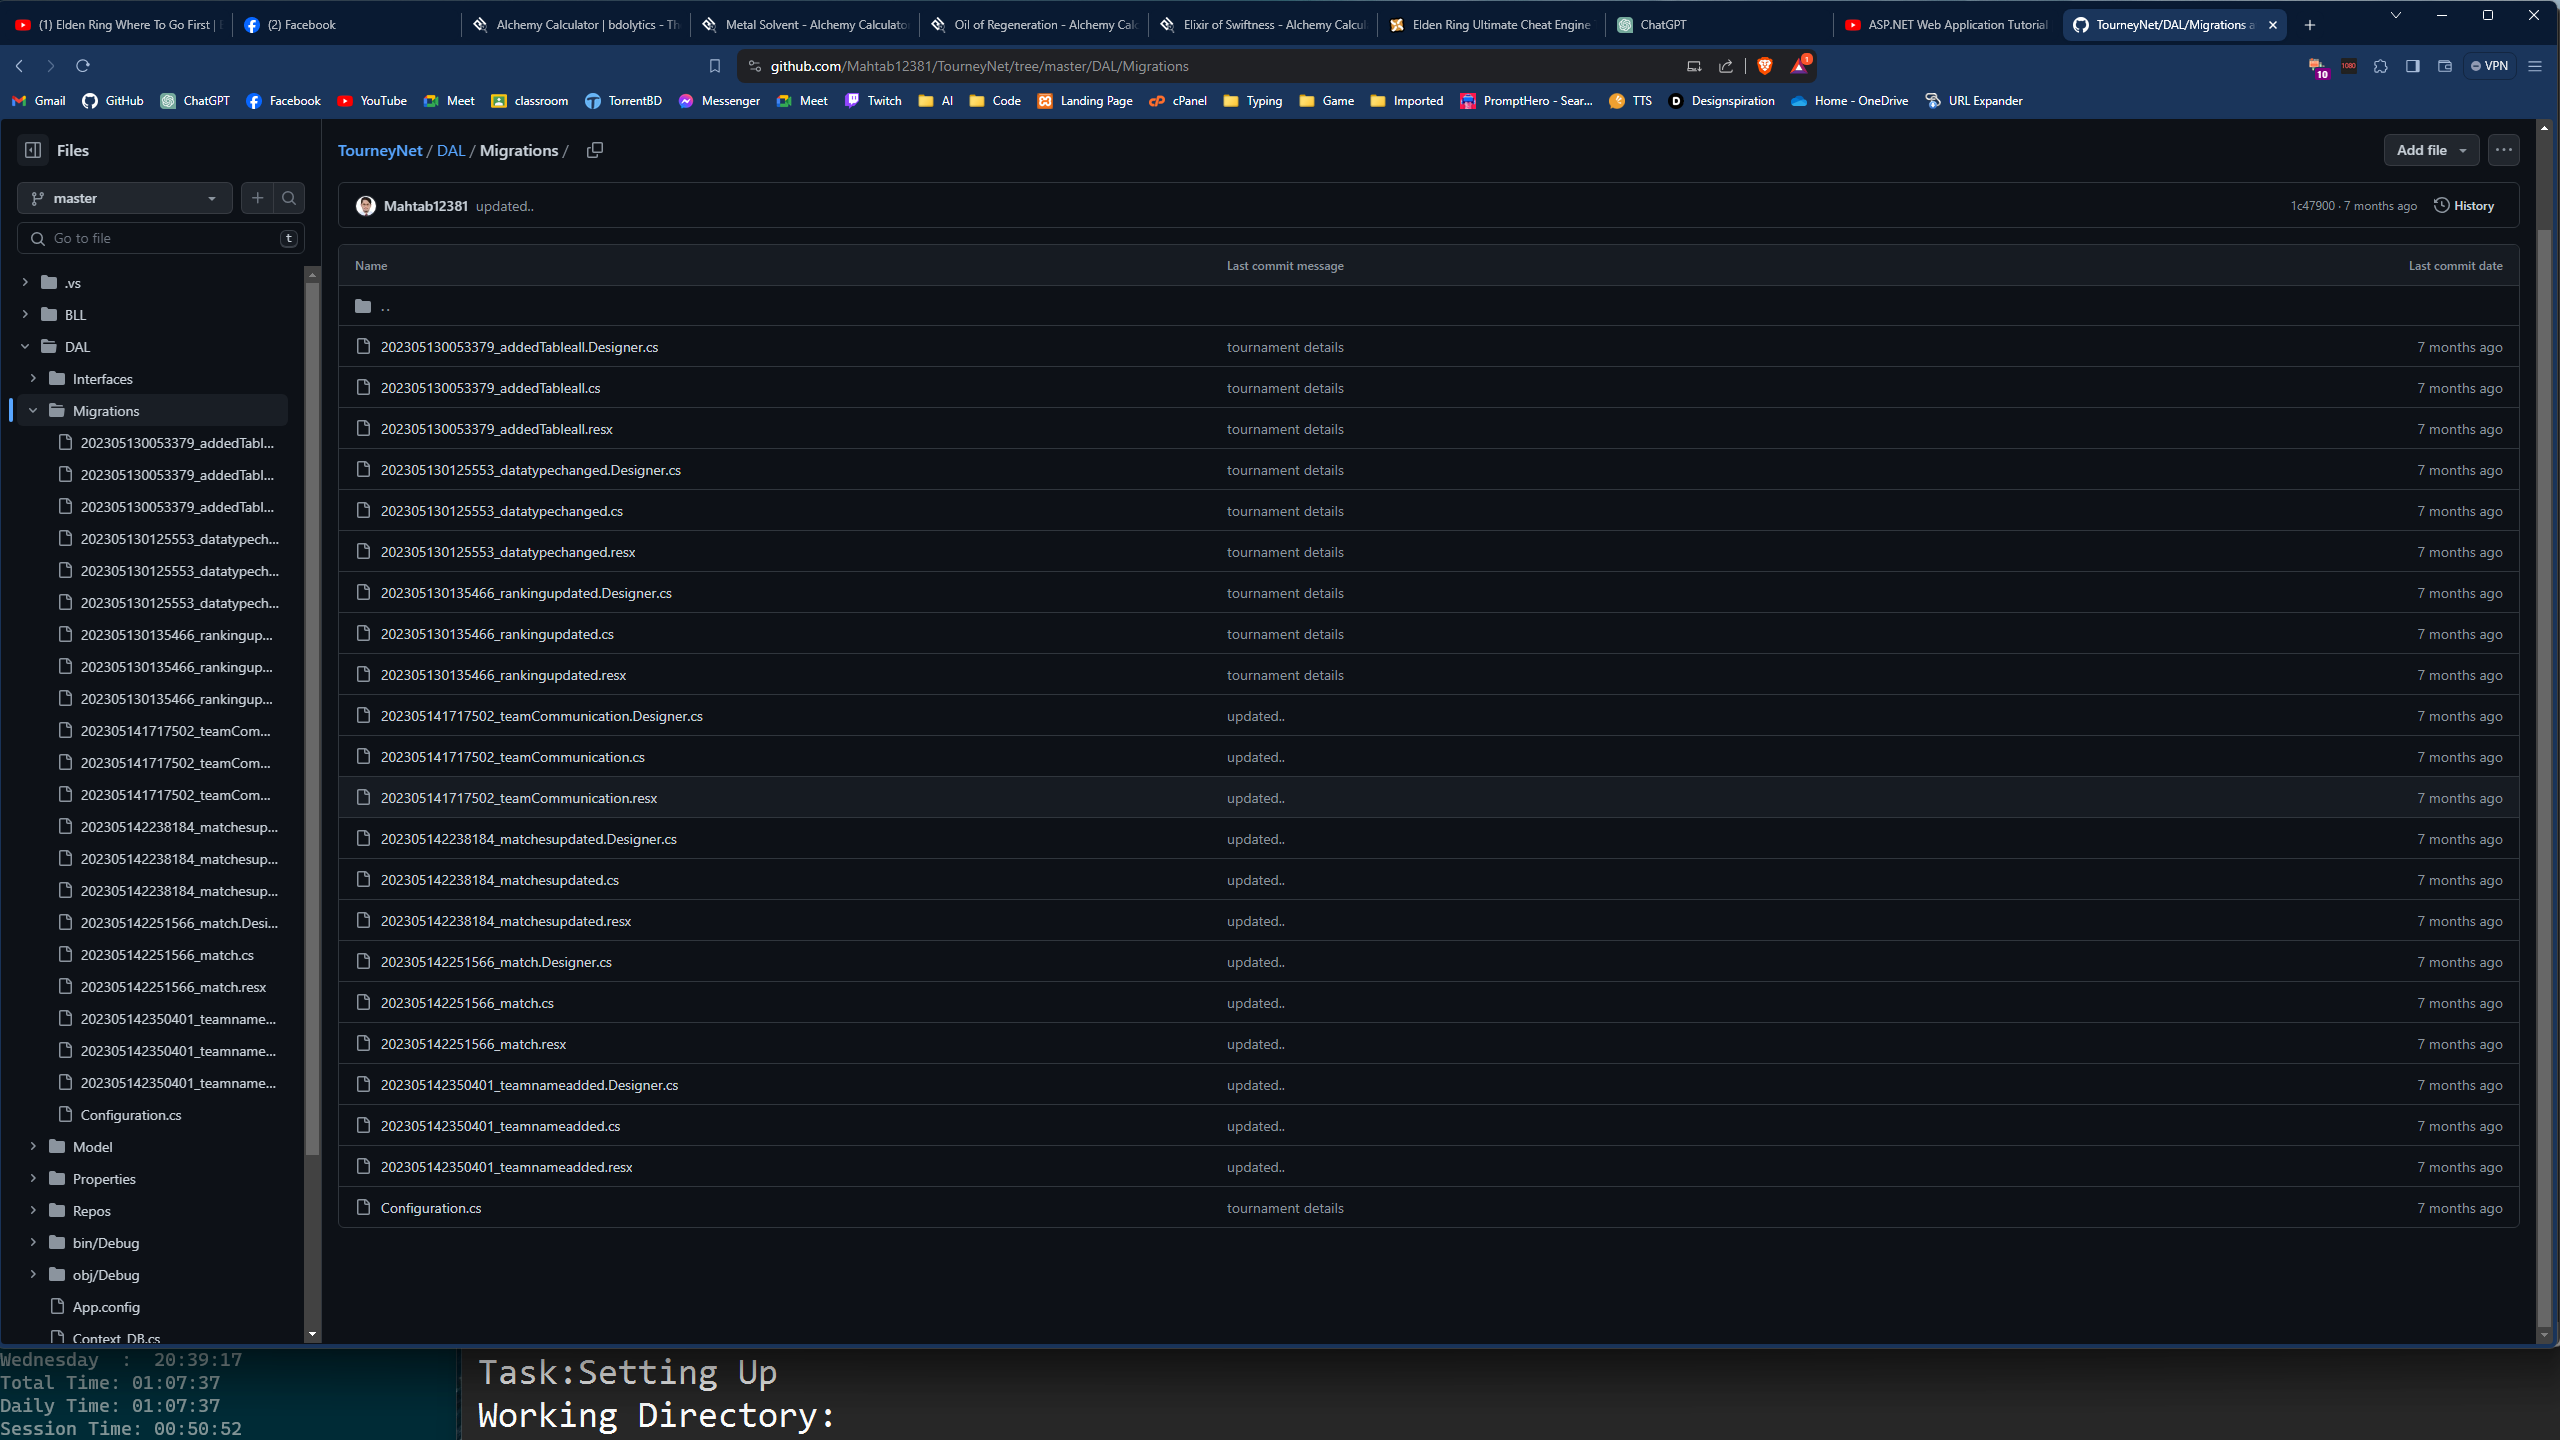 (1) Elden Ring Where To Go First |
(2) Facebook
Alchemy Calculator | bdolytics - Th
Metal Solvent - Alchemy Calculator
Oil of Regeneration - Alchemy Calc
Elixir of Swiftness - Alchemy Calcul
Elden Ring Ultimate Cheat Engine
ChatGPT
ASP.NET Web Application Tutorial
TourneyNet/DAL/Migrations a
github.com/Mahtab12381/TourneyNet/tree/master/DAL/Migrations
1
10
1080
VPN
Gmail GitHub ChatGPT Facebook YouTube Meet classroom TorrentBD Messenger Meet Twitch AI Code Landing Page cPanel Typing Game Imported PromptHero - Sear... TTS Designspiration Home - OneDrive URL Expander
Files
master
Go to file
t
.vs
BLL
DAL
Interfaces
Migrations
202305130053379_addedTabl...
202305130053379_addedTabl...
202305130053379_addedTabl...
202305130125553_datatypech...
202305130125553_datatypech...
202305130125553_datatypech...
202305130135466_rankingup...
202305130135466_rankingup...
202305130135466_rankingup...
202305141717502_teamCom...
202305141717502_teamCom...
202305141717502_teamCom...
202305142238184_matchesup...
202305142238184_matchesup...
202305142238184_matchesup...
202305142251566_match.Desi...
202305142251566_match.cs
202305142251566_match.resx
202305142350401_teamname...
202305142350401_teamname...
202305142350401_teamname...
Configuration.cs
Model
Properties
Repos
bin/Debug
obj/Debug
App.config
Context_DB.cs
TourneyNet / DAL / Migrations /
Add file
Mahtab12381 updated..
1c47900 · 7 months ago History
Name Last commit message Last commit date
..
202305130053379_addedTableall.Designer.cs tournament details 7 months ago
202305130053379_addedTableall.cs tournament details 7 months ago
202305130053379_addedTableall.resx tournament details 7 months ago
202305130125553_datatypechanged.Designer.cs tournament details 7 months ago
202305130125553_datatypechanged.cs tournament details 7 months ago
202305130125553_datatypechanged.resx tournament details 7 months ago
202305130135466_rankingupdated.Designer.cs tournament details 7 months ago
202305130135466_rankingupdated.cs tournament details 7 months ago
202305130135466_rankingupdated.resx tournament details 7 months ago
202305141717502_teamCommunication.Designer.cs updated.. 7 months ago
202305141717502_teamCommunication.cs updated.. 7 months ago
202305141717502_teamCommunication.resx updated.. 7 months ago
202305142238184_matchesupdated.Designer.cs updated.. 7 months ago
202305142238184_matchesupdated.cs updated.. 7 months ago
202305142238184_matchesupdated.resx updated.. 7 months ago
202305142251566_match.Designer.cs updated.. 7 months ago
202305142251566_match.cs updated.. 7 months ago
202305142251566_match.resx updated.. 7 months ago
202305142350401_teamnameadded.Designer.cs updated.. 7 months ago
202305142350401_teamnameadded.cs updated.. 7 months ago
202305142350401_teamnameadded.resx updated.. 7 months ago
Configuration.cs tournament details 7 months ago
Wednesday : 20:39:17
Total Time: 01:07:37
Daily Time: 01:07:37
Session Time: 00:50:52
Task:Setting Up
Working Directory: